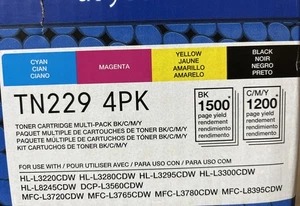 CYAN
CYAN
CIANO
MAGENTA
YELLOW
JAUNE
AMARILLO
AMARELO
BLACK
NOIR
NEGRO
PRETO
TN229 4PK
TONER CARTRIDGE MULTI-PACK BK/C/M/Y
PAQUET MULTIPLE DE CARTOUCHES DE TONER BK/C/M/Y
PAQUETE MÚLTIPLE DE CARTUCHOS DE TÓNER BK/C/M/Y
KIT CARTUCHOS DE TONER BK/C/M/Y
BK
1500*
page yield
rendement
rendimiento
rendimento
C/M/Y
1200*
page yield
rendement
rendimiento
rendimento
FOR USE WITH / POUR UTILISER AVEC / PARA USO CON / PARA USO COM
HL-L3220CDW HL-L3280CDW HL-L3295CDW HL-L3300CDW
HL-L8245CDW DCP-L3560CDW
MFC-L3720CDW MFC-L3765CDW MFC-L3780CDW MFC-L8395CDW